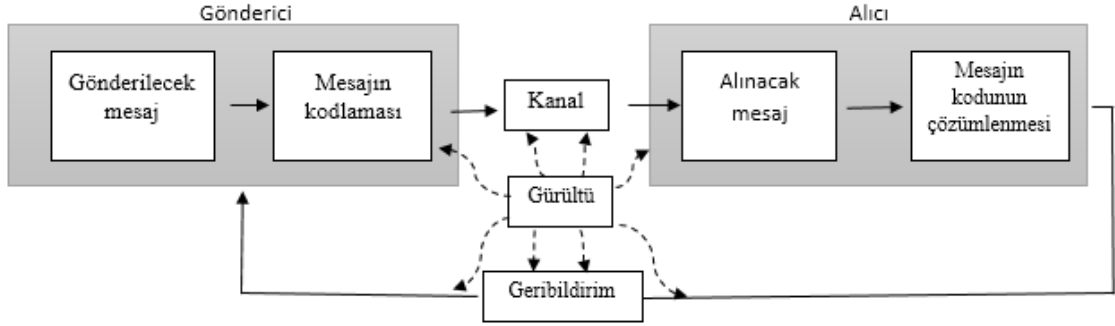 Gönderici
Alıcı
Gönderilecek
mesaj
Mesajın
kodlaması
Kanal
Alınacak
mesaj
Mesajın
kodunun
çözümlenmesi
Gürültü
Geribildirim